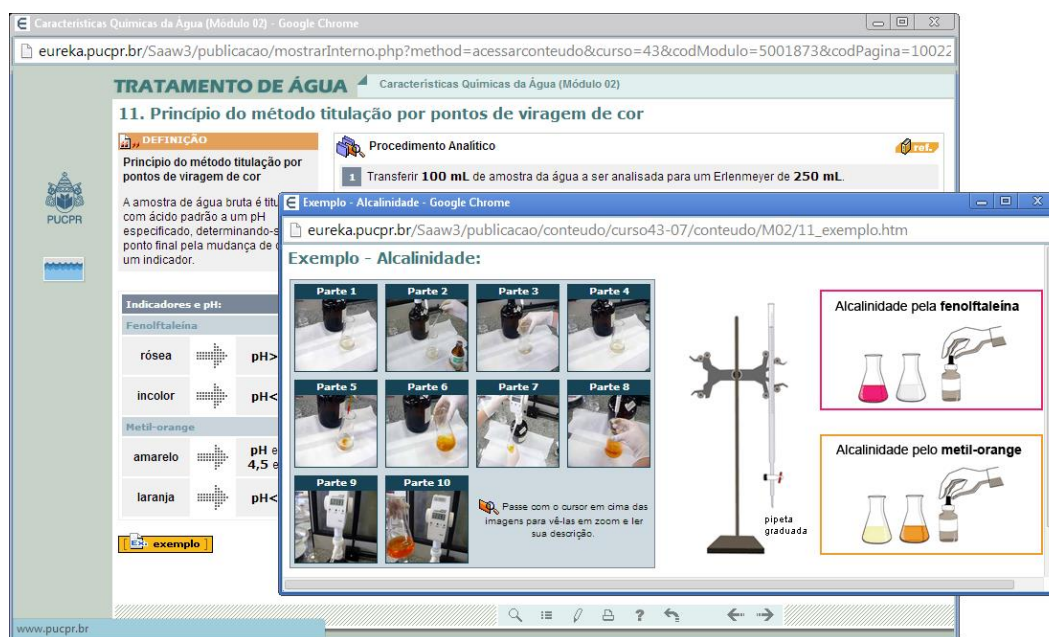 Características Químicas da Água (Módulo 02) - Google Chrome
eureka.pucpr.br/Saaw3/publicacao/mostrarInterno.php?method=acessarconteudo&curso=43&codModulo=5001873&codPagina=10022
TRATAMENTO DE ÁGUA
Características Químicas da Água (Módulo 02)
11. Princípio do método titulação por pontos de viragem de cor
DEFINIÇÃO
Princípio do método titulação por
pontos de viragem de cor
A amostra de água bruta é titu
com ácido padrão a um pH
especificado, determinando-s
ponto final pela mudança de c
um indicador.
Procedimento Analítico
ref.
1 Transferir 100 mL de amostra da água a ser analisada para um Erlenmeyer de 250 mL.
PUCPR
Indicadores e pH:
Fenolftaleína
rósea pH>
incolor pH<
Metil-orange
amarelo pH e
4,5 e
laranja pH<
EX. exemplo
Exemplo - Alcalinidade - Google Chrome
eureka.pucpr.br/Saaw3/publicacao/conteudo/curso43-07/conteudo/M02/11_exemplo.htm
Exemplo - Alcalinidade:
Parte 1 Parte 2 Parte 3 Parte 4
Parte 5 Parte 6 Parte 7 Parte 8
Parte 9 Parte 10
Passe com o cursor em cima das
imagens para vê-las em zoom e ler
sua descrição.
pipeta
graduada
Alcalinidade pela fenolftaleína
Alcalinidade pelo metil-orange
www.pucpr.br